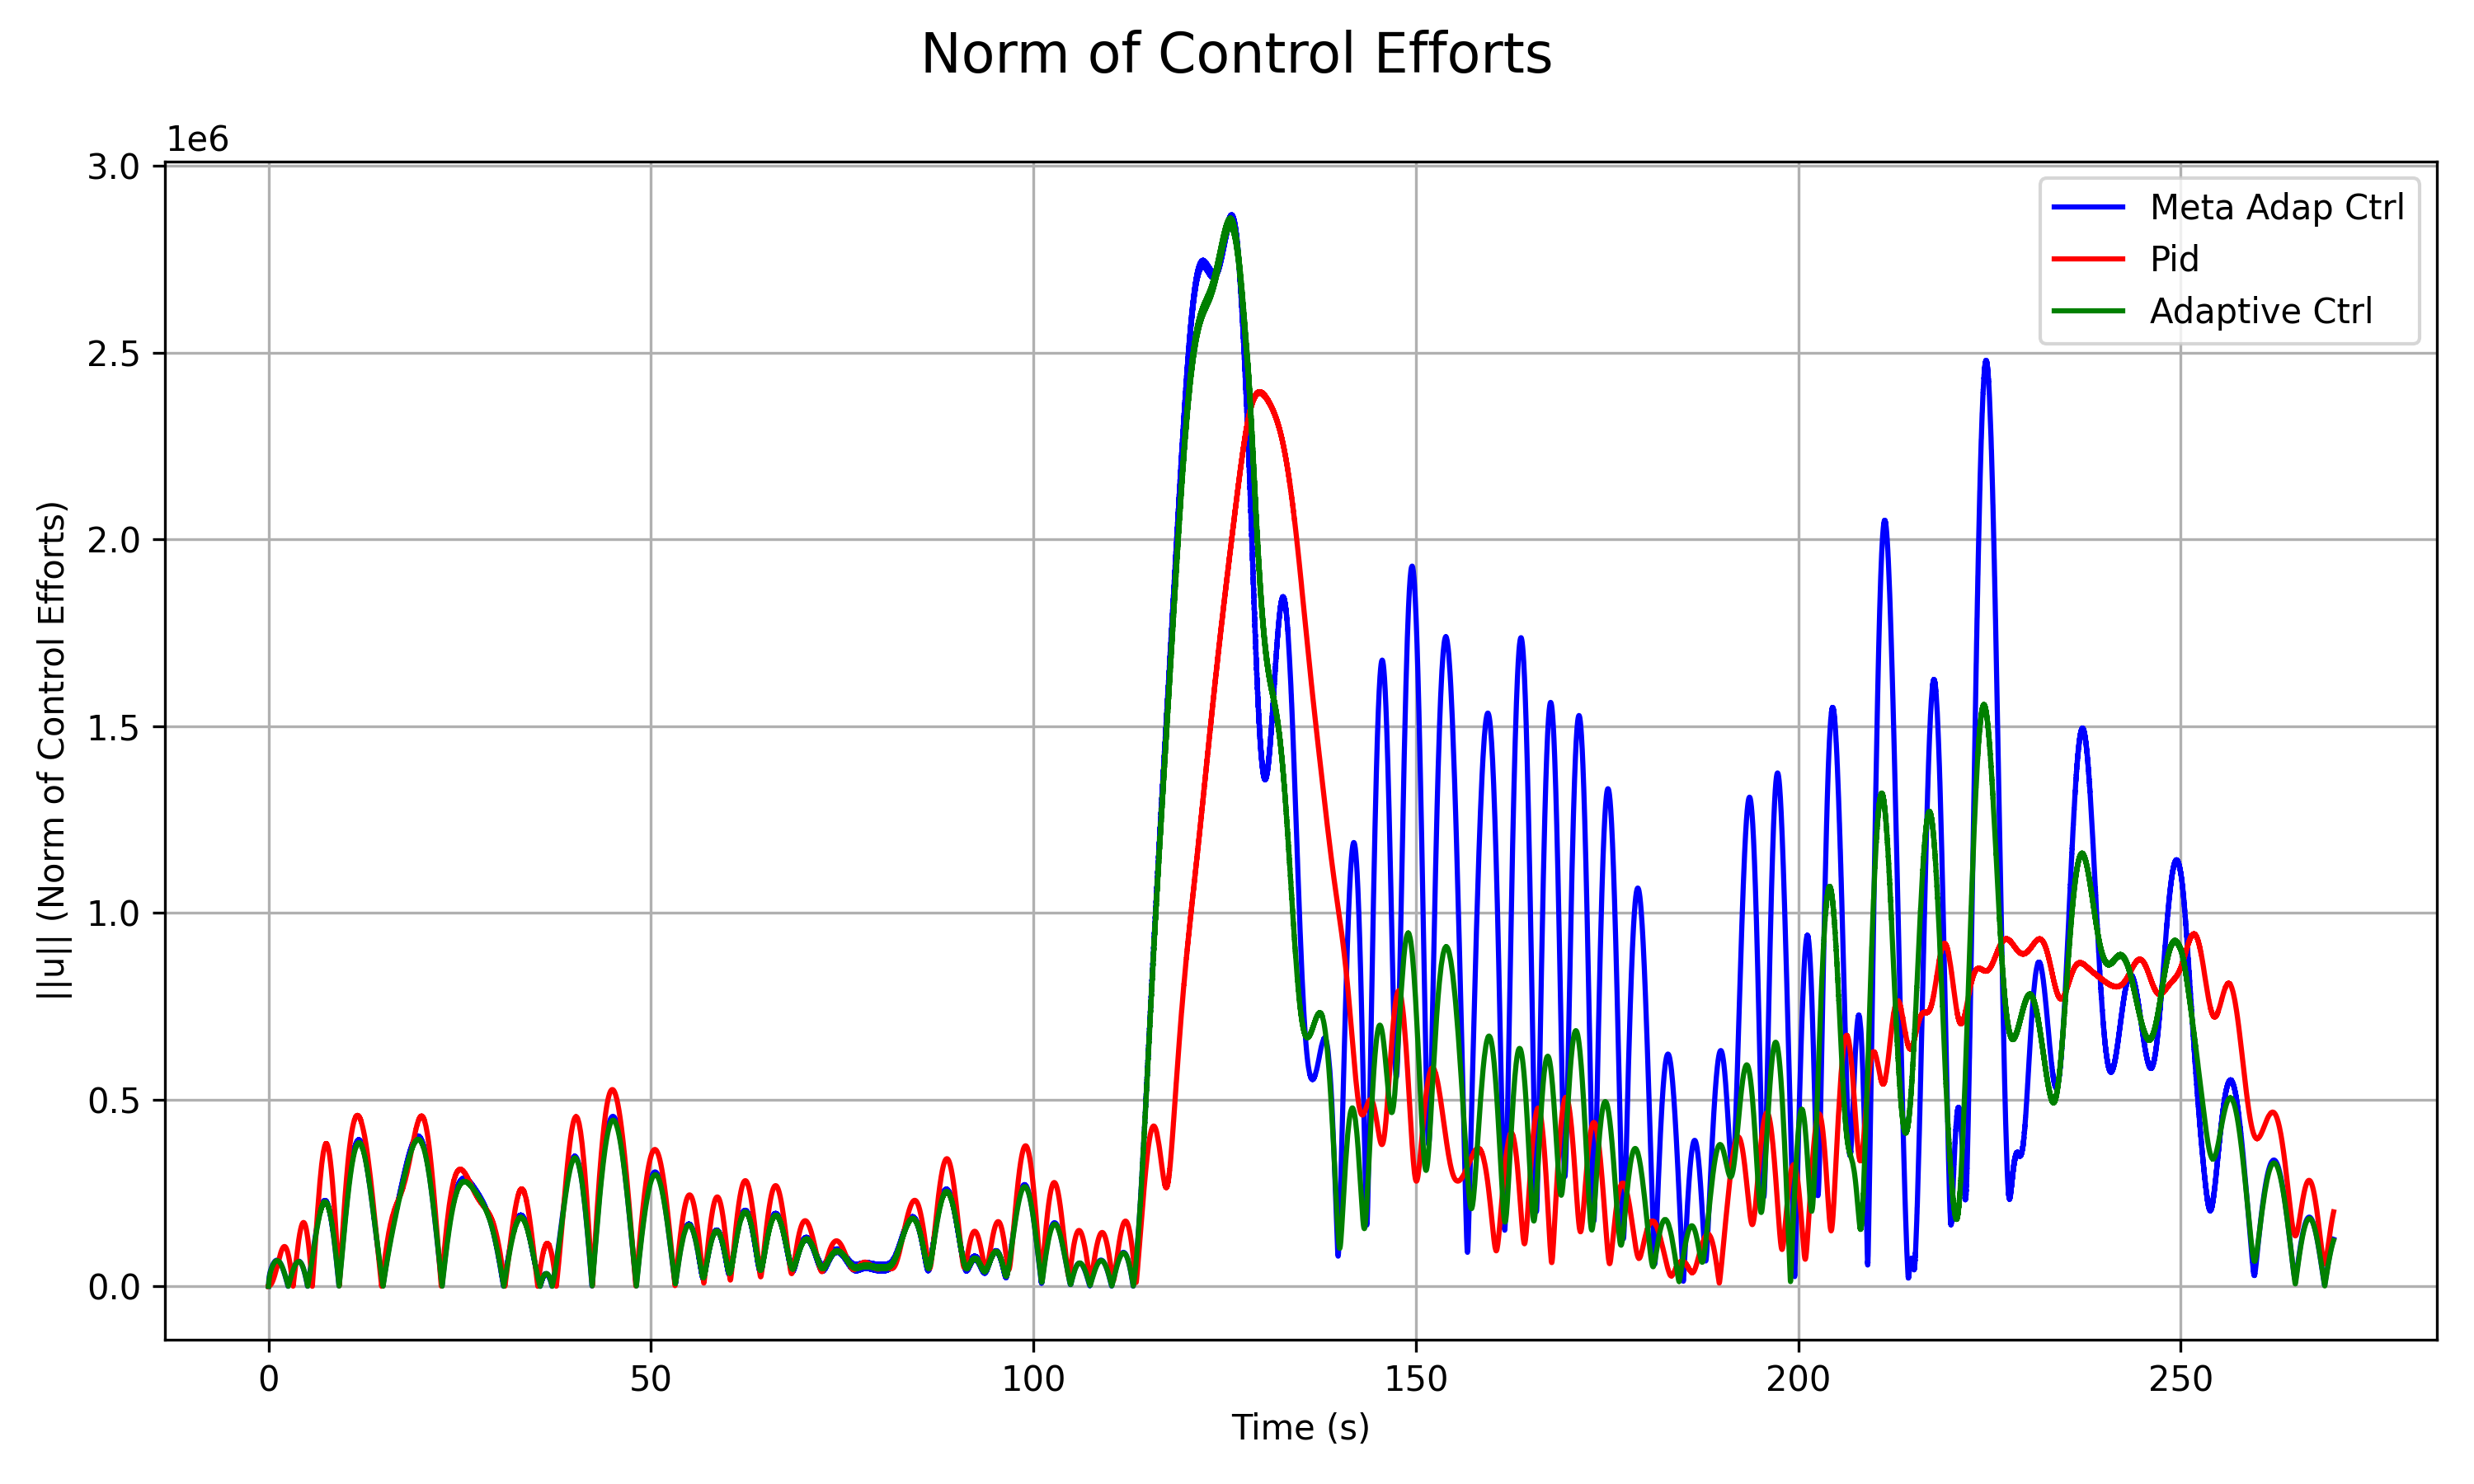 Norm of Control Efforts
1e6
3.0
2.5
2.0
1.5
1.0
0.5
0.0
||u|| (Norm of Control Efforts)
Meta Adap Ctrl
Pid
Adaptive Ctrl
0 50 100 150 200 250
Time (s)